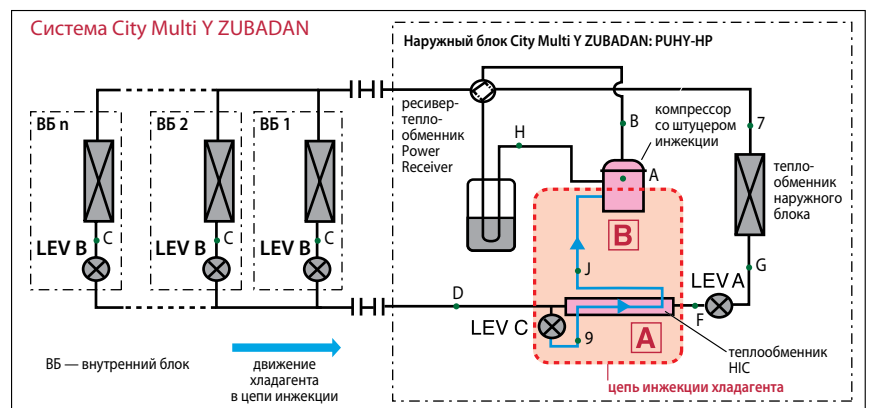 Система City Multi Y ZUBADAN
Наружный блок City Multi Y ZUBADAN: PUHY-HP
ВБ n
ВБ 2
ВБ 1
ресивер-
тепло-
обменник
Power
Receiver
H
B
компрессор
со штуцером
инжекции
A
7
тепло-
обменник
наружного
блока
C
C
C
LEV B
LEV B
LEV B
B
J
G
LEV A
D
F
LEV C
9
A
теплообменник
HIC
ВБ — внутренний блок
движение
хладагента
в цепи инжекции
цепь инжекции хладагента